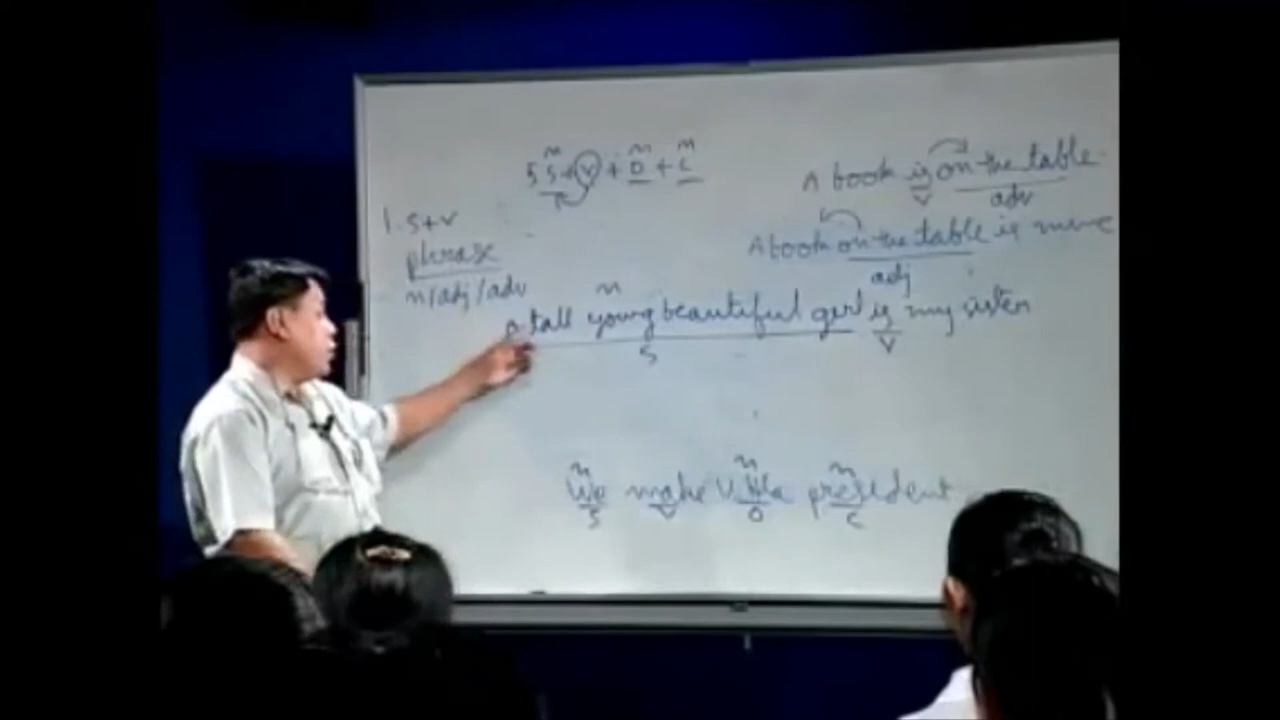 n n n
5 S+V+O+C
1. S+V
phrase
n/adj/adv
A book is on the table.
v adv
A book on the table is mine
adj
n
a tall young beautiful girl is my sister
S V
n n n
We make U Hla president
S V O C